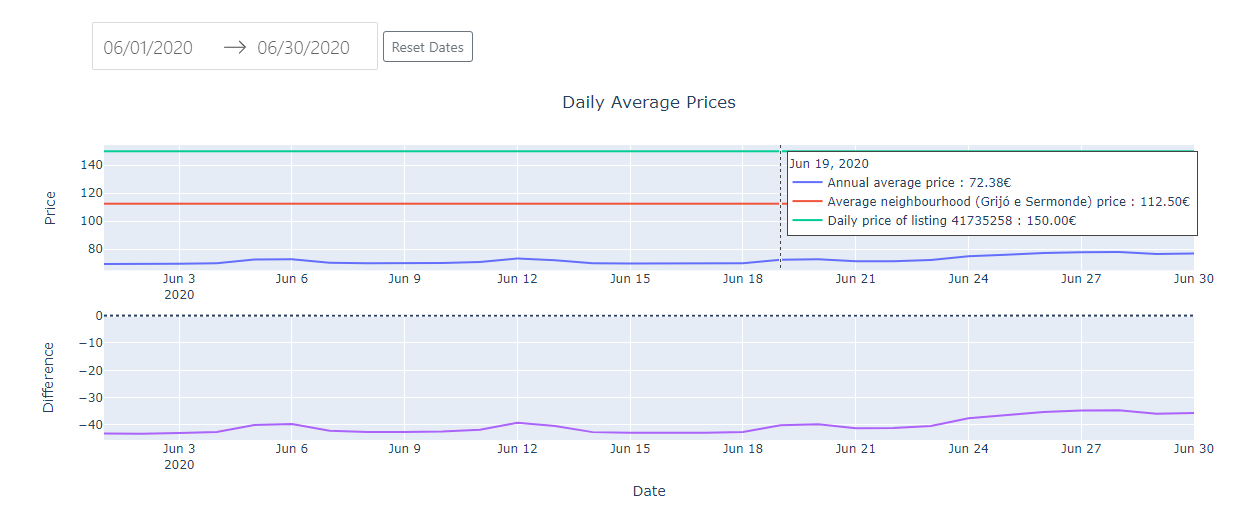 06/01/2020 → 06/30/2020 Reset Dates
Daily Average Prices
Price
140
120
100
80
Jun 19, 2020
Annual average price : 72.38€
Average neighbourhood (Grijó e Sermonde) price : 112.50€
Daily price of listing 41735258 : 150.00€
Jun 3 Jun 6 Jun 9 Jun 12 Jun 15 Jun 18 Jun 21 Jun 24 Jun 27 Jun 30
2020
Difference
0
−10
−20
−30
−40
Jun 3 Jun 6 Jun 9 Jun 12 Jun 15 Jun 18 Jun 21 Jun 24 Jun 27 Jun 30
2020
Date